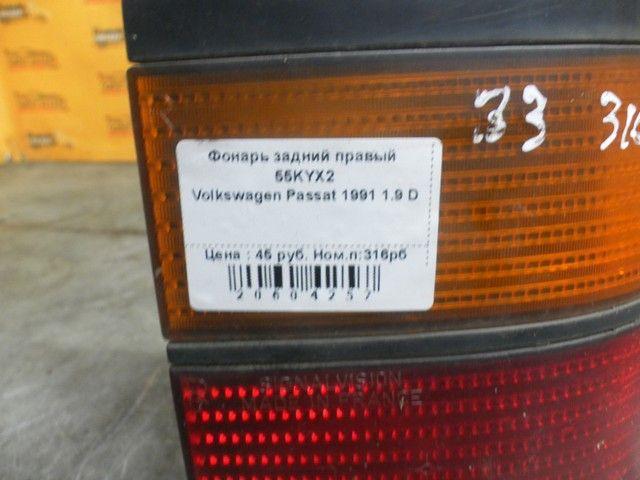 33 316
Фонарь задний правый
55KYX2
Volkswagen Passat 1991 1.9 D
Цена : 45 руб. Ном.п:316рб
20604257
SIGNALVISION
MADE IN FRANCE